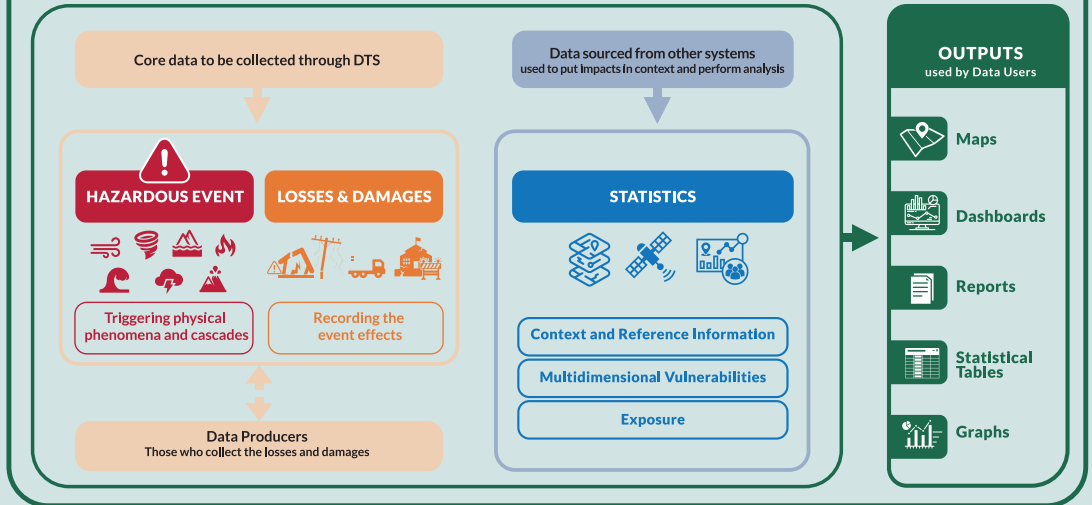 Core data to be collected through DTS
HAZARDOUS EVENT
LOSSES & DAMAGES
Triggering physical
phenomena and cascades
Recording the
event effects
Data Producers
Those who collect the losses and damages
Data sourced from other systems
used to put impacts in context and perform analysis
STATISTICS
Context and Reference Information
Multidimensional Vulnerabilities
Exposure
OUTPUTS
used by Data Users
Maps
Dashboards
Reports
Statistical
Tables
Graphs